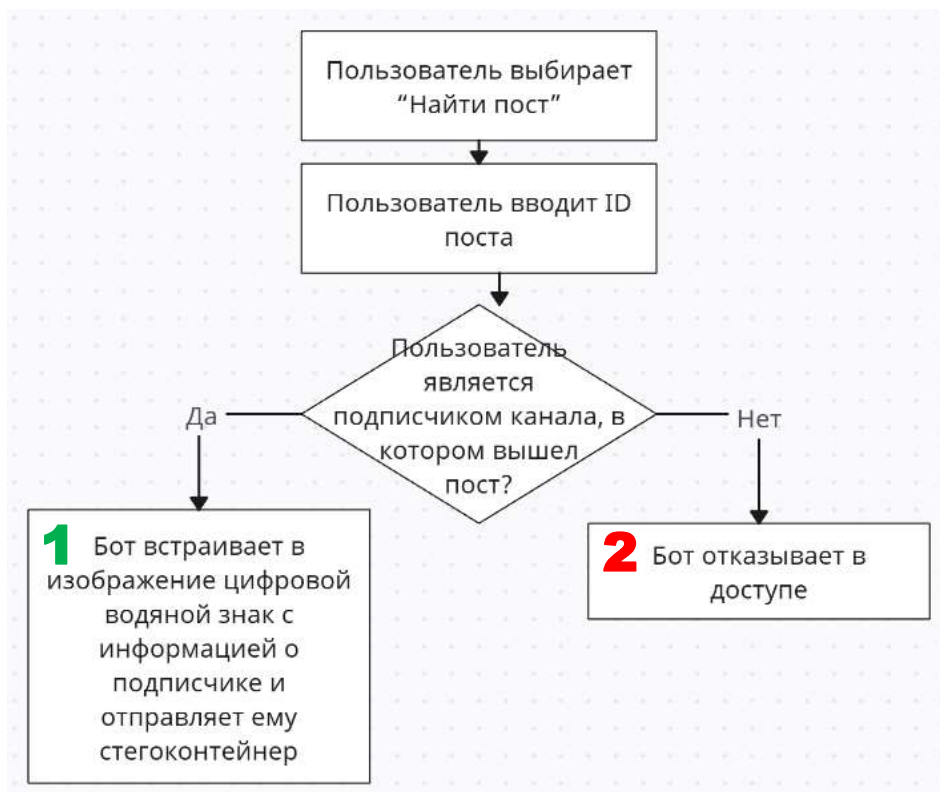 Пользователь выбирает
“Найти пост”
Пользователь вводит ID
поста
Пользователь
является
подписчиком канала, в
котором вышел
пост?
Да
Нет
1 Бот встраивает в
изображение цифровой
водяной знак с
информацией о
подписчике и
отправляет ему
стегоконтейнер
2 Бот отказывает в
доступе